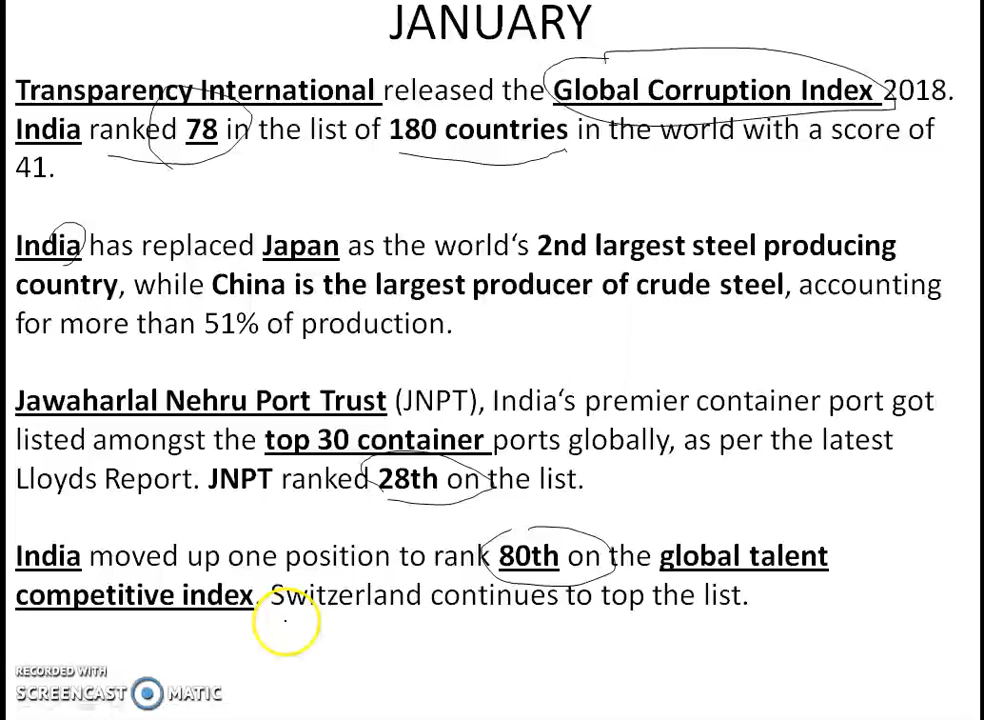 JANUARY
Transparency International released the Global Corruption Index 2018.
India ranked 78 in the list of 180 countries in the world with a score of
41.
India has replaced Japan as the world‘s 2nd largest steel producing
country, while China is the largest producer of crude steel, accounting
for more than 51% of production.
Jawaharlal Nehru Port Trust (JNPT), India‘s premier container port got
listed amongst the top 30 container ports globally, as per the latest
Lloyds Report. JNPT ranked 28th on the list.
India moved up one position to rank 80th on the global talent
competitive index. Switzerland continues to top the list.
RECORDED WITH
SCREENCAST MATIC